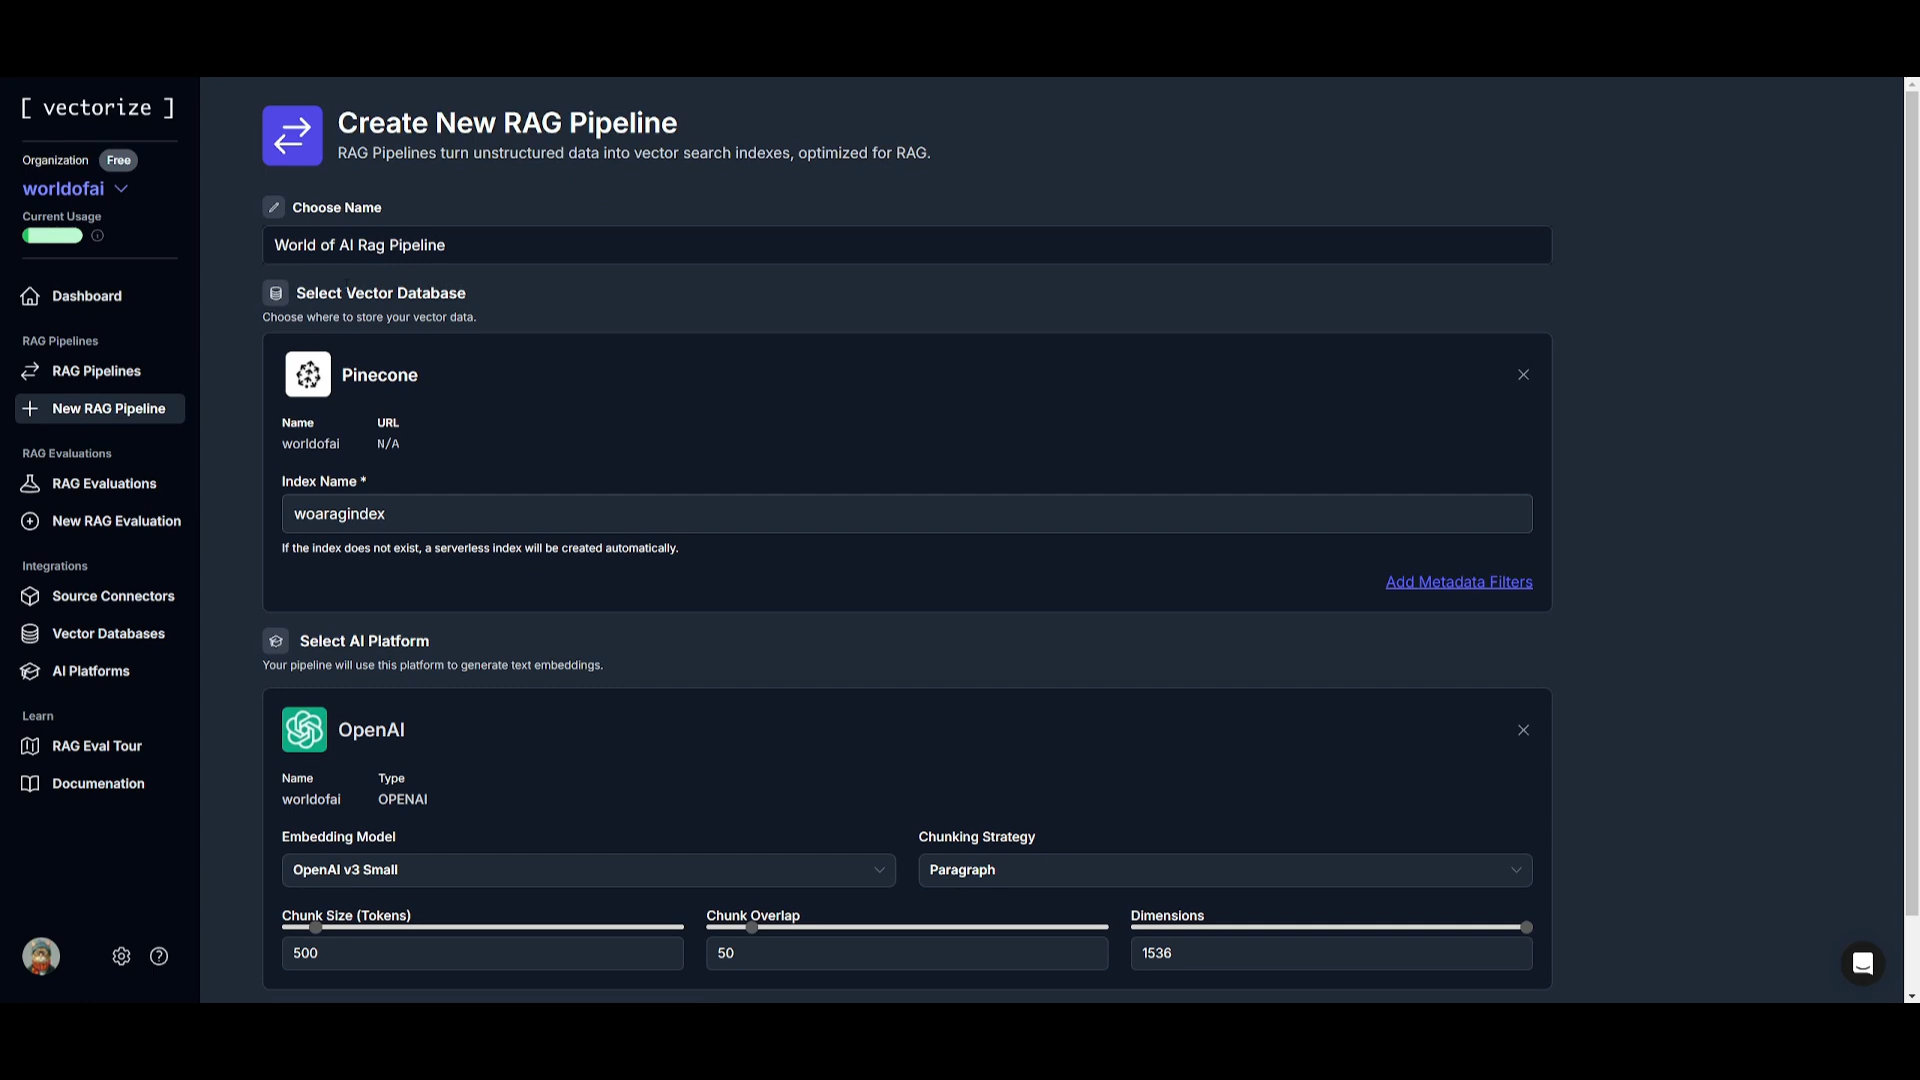 [ vectorize ]
Organization Free
worldofai
Current Usage
Dashboard
RAG Pipelines
RAG Pipelines
New RAG Pipeline
RAG Evaluations
RAG Evaluations
New RAG Evaluation
Integrations
Source Connectors
Vector Databases
AI Platforms
Learn
RAG Eval Tour
Documenation
Create New RAG Pipeline
RAG Pipelines turn unstructured data into vector search indexes, optimized for RAG.
Choose Name
World of AI Rag Pipeline
Select Vector Database
Choose where to store your vector data.
Pinecone
Name URL
worldofai N/A
Index Name *
woaragindex
If the index does not exist, a serverless index will be created automatically.
Add Metadata Filters
Select AI Platform
Your pipeline will use this platform to generate text embeddings.
OpenAI
Name Type
worldofai OPENAI
Embedding Model Chunking Strategy
OpenAI v3 Small Paragraph
Chunk Size (Tokens) Chunk Overlap Dimensions
500 50 1536